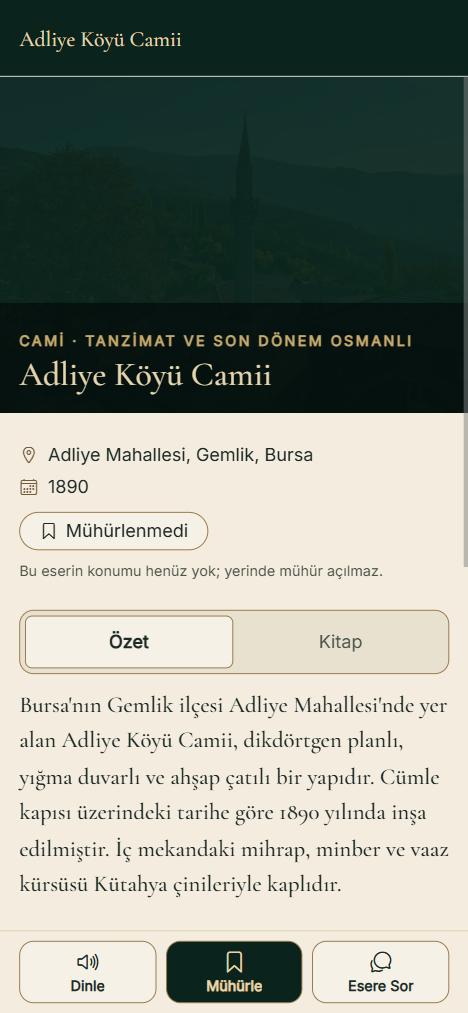 Adliye Köyü Camii
CAMİ · TANZİMAT VE SON DÖNEM OSMANLI
Adliye Köyü Camii
Adliye Mahallesi, Gemlik, Bursa
1890
Mühürlenmedi
Bu eserin konumu henüz yok; yerinde mühür açılmaz.
Özet
Kitap
Bursa'nın Gemlik ilçesi Adliye Mahallesi'nde yer
alan Adliye Köyü Camii, dikdörtgen planlı,
yığma duvarlı ve ahşap çatılı bir yapıdır. Cümle
kapısı üzerindeki tarihe göre 1890 yılında inşa
edilmiştir. İç mekandaki mihrap, minber ve vaaz
kürsüsü Kütahya çinileriyle kaplıdır.
Dinle
Mühürle
Esere Sor